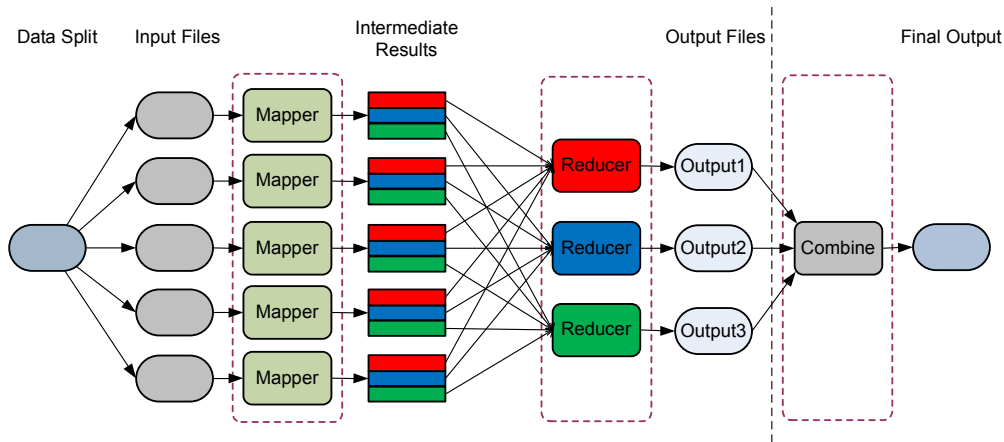 Data Split
Input Files
Intermediate
Results
Output Files
Final Output
Mapper
Mapper
Mapper
Mapper
Mapper
Reducer
Reducer
Reducer
Output1
Output2
Output3
Combine